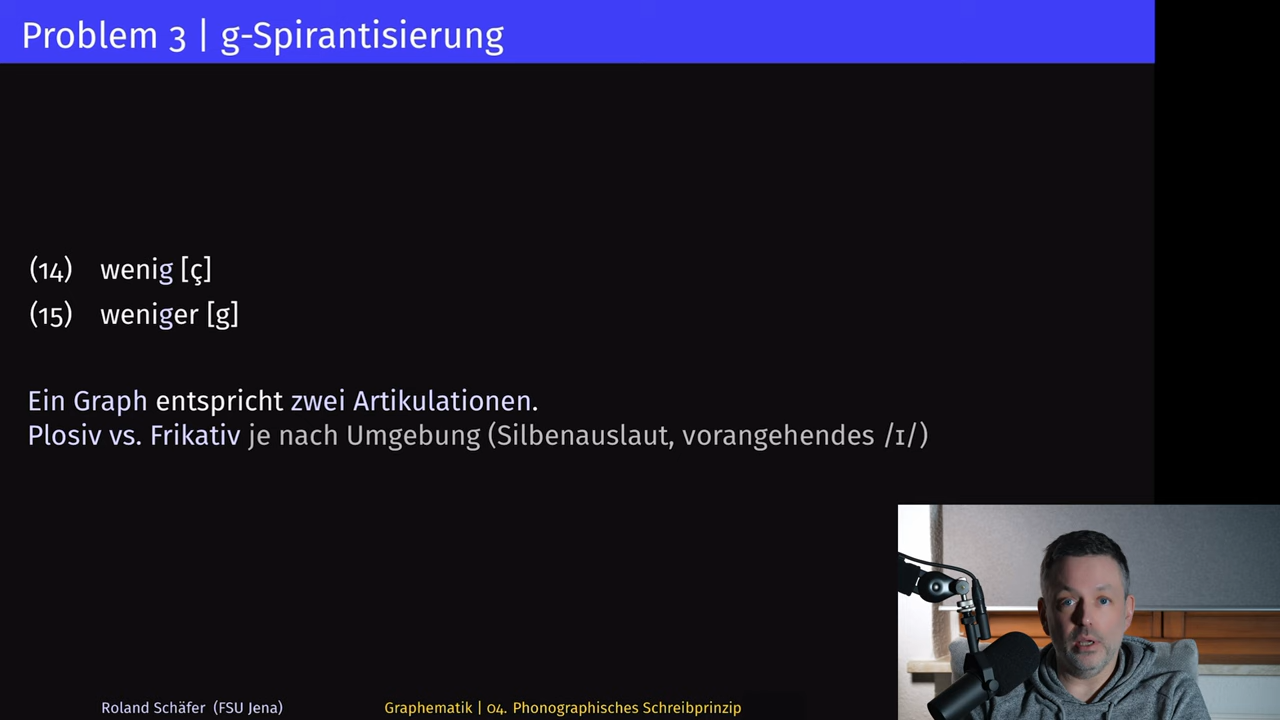 Problem 3 | g-Spirantisierung
(14) wenig [ç]
(15) weniger [g]
Ein Graph entspricht zwei Artikulationen.
Plosiv vs. Frikativ je nach Umgebung (Silbenauslaut, vorangehendes /ɪ/)
Roland Schäfer (FSU Jena) Graphematik | 04. Phonographisches Schreibprinzip